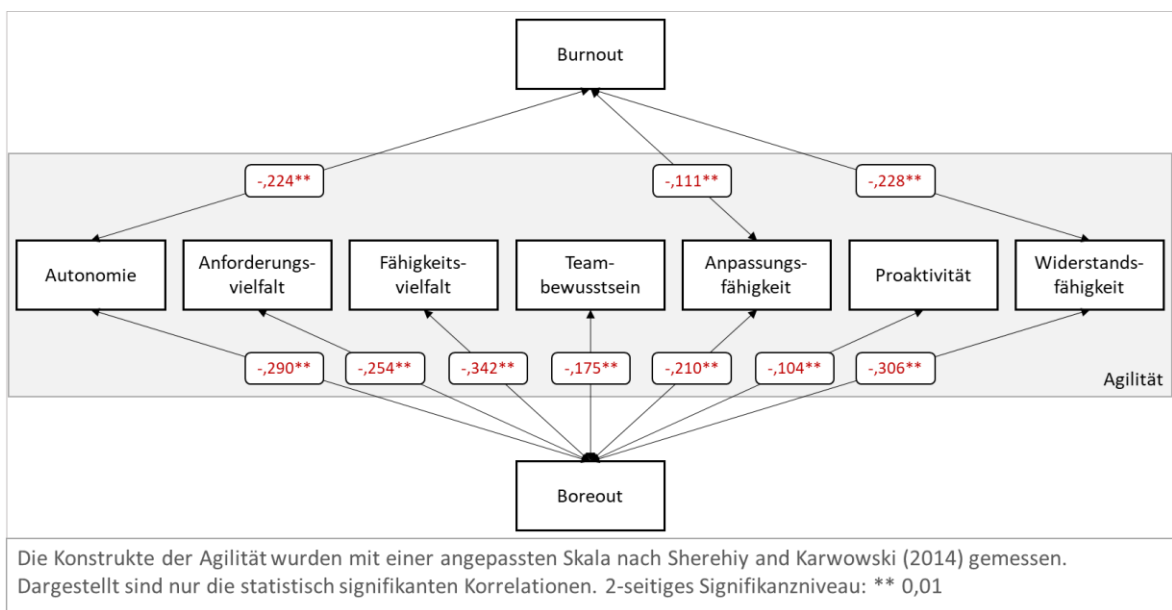 Burnout
-,224**
-,111**
-,228**
Autonomie
Anforderungs-
vielfalt
Fähigkeits-
vielfalt
Team-
bewusstsein
Anpassungs-
fähigkeit
Proaktivität
Widerstands-
fähigkeit
-,290**
-,254**
-,342**
-,175**
-,210**
-,104**
-,306**
Agilität
Boreout
Die Konstrukte der Agilität wurden mit einer angepassten Skala nach Sherehiy and Karwowski (2014) gemessen.
Dargestellt sind nur die statistisch signifikanten Korrelationen. 2-seitiges Signifikanzniveau: ** 0,01